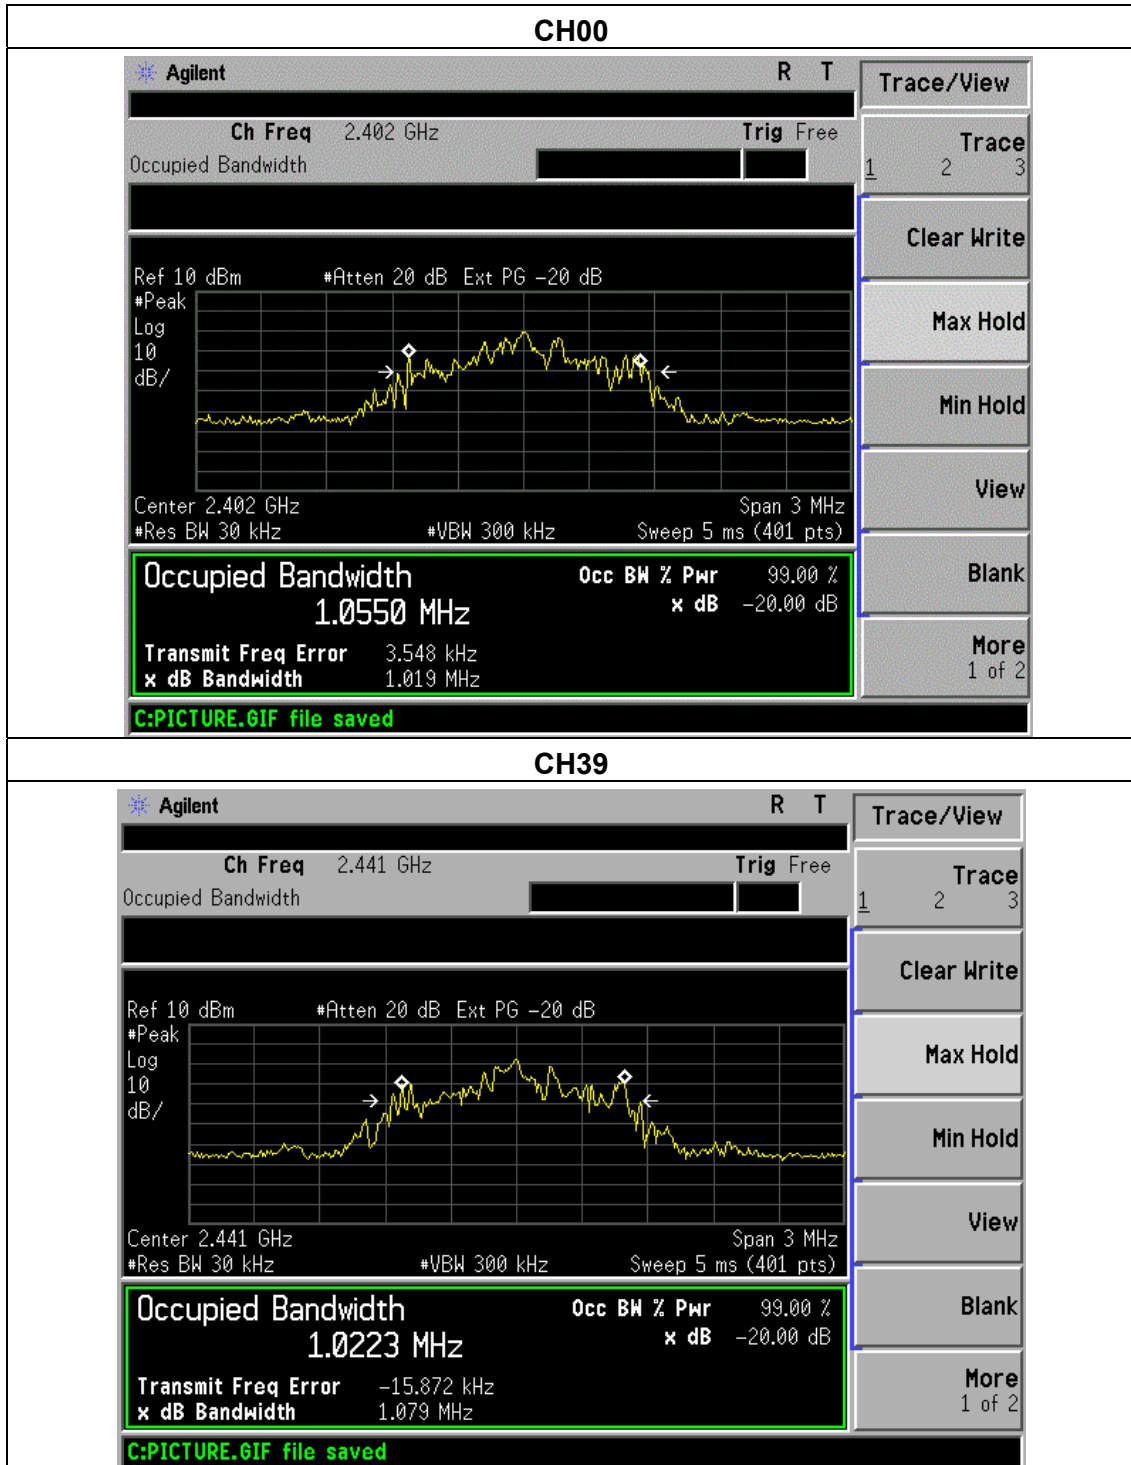 CH00
Agilent R T
Trace/View
Ch Freq 2.402 GHz Trig Free
Occupied Bandwidth
Trace
1 2 3
Clear Write
Ref 10 dBm #Atten 20 dB Ext PG -20 dB
#Peak
Log
10
dB/
Max Hold
Min Hold
View
Center 2.402 GHz Span 3 MHz
#Res BW 30 kHz #VBW 300 kHz Sweep 5 ms (401 pts)
Occupied Bandwidth Occ BW % Pwr 99.00 %
1.0550 MHz x dB -20.00 dB
Blank
Transmit Freq Error 3.548 kHz
x dB Bandwidth 1.019 MHz
More
1 of 2
C:PICTURE.GIF file saved
CH39
Agilent R T
Trace/View
Ch Freq 2.441 GHz Trig Free
Occupied Bandwidth
Trace
1 2 3
Clear Write
Ref 10 dBm #Atten 20 dB Ext PG -20 dB
#Peak
Log
10
dB/
Max Hold
Min Hold
View
Center 2.441 GHz Span 3 MHz
#Res BW 30 kHz #VBW 300 kHz Sweep 5 ms (401 pts)
Occupied Bandwidth Occ BW % Pwr 99.00 %
1.0223 MHz x dB -20.00 dB
Blank
Transmit Freq Error -15.872 kHz
x dB Bandwidth 1.079 MHz
More
1 of 2
C:PICTURE.GIF file saved